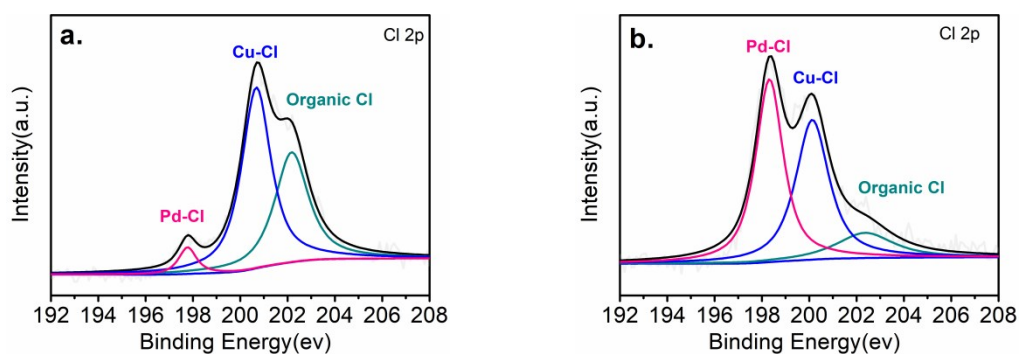 a.
Cl 2p
Cu-Cl
Organic Cl
Pd-Cl
Intensity(a.u.)
192 194 196 198 200 202 204 206 208
Binding Energy(ev)
b.
Cl 2p
Pd-Cl
Cu-Cl
Organic Cl
Intensity(a.u.)
192 194 196 198 200 202 204 206 208
Binding Energy(ev)